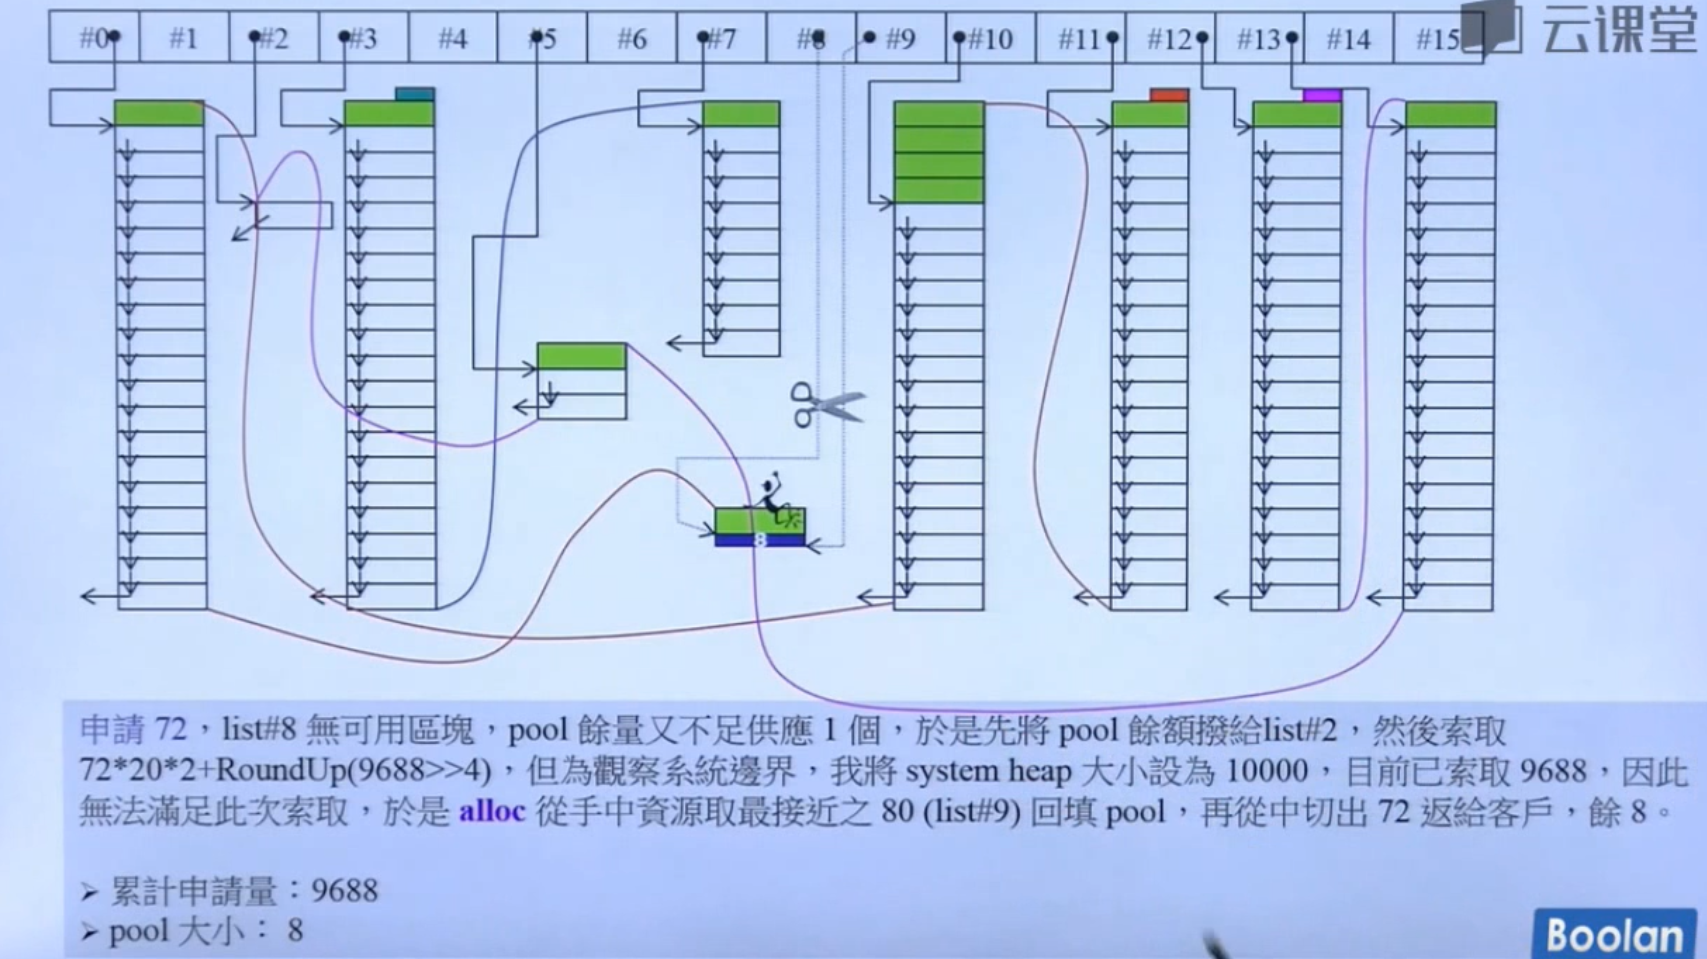 #0 #1 #2 #3 #4 #5 #6 #7 #8 #9 #10 #11 #12 #13 #14 #15
云课堂
8
申請 72，list#8 無可用區塊，pool 餘量又不足供應 1 個，於是先將 pool 餘額撥給list#2，然後索取
72*20*2+RoundUp(9688>>4)，但為觀察系統邊界，我將 system heap 大小設為 10000，目前已索取 9688，因此
無法滿足此次索取，於是 alloc 從手中資源取最接近之 80 (list#9) 回填 pool，再從中切出 72 返給客戶，餘 8。
➢ 累計申請量：9688
➢ pool 大小： 8
Boolan